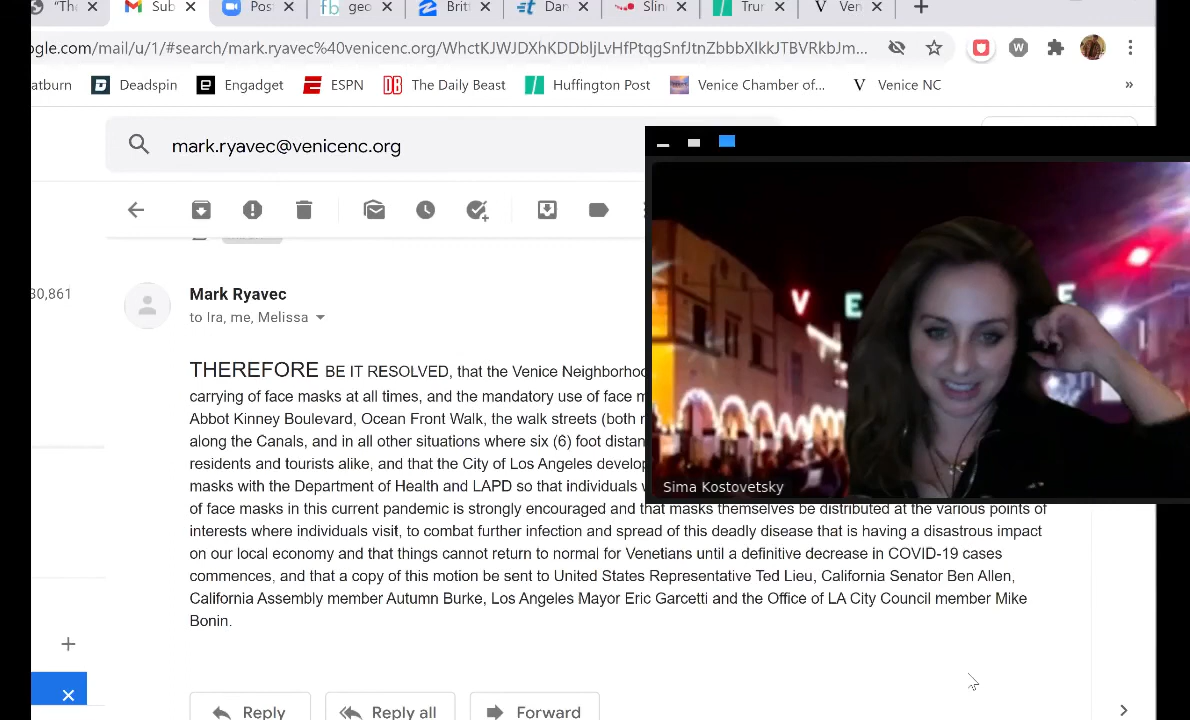 "The
Sub
Pos
geo
Brit
Dan
Slin
Trur
Ven
ogle.com/mail/u/1/#search/mark.ryavec%40venicenc.org/WhctKJWJDXhKDDbljLvHfPtqgSnfJtnZbbbXlkkJTBVRkbJm...
atburn
Deadspin
Engadget
ESPN
The Daily Beast
Huffington Post
Venice Chamber of...
Venice NC
mark.ryavec@venicenc.org
30,861
Mark Ryavec
to Ira, me, Melissa
THEREFORE BE IT RESOLVED, that the Venice Neighborhoo
carrying of face masks at all times, and the mandatory use of face m
Abbot Kinney Boulevard, Ocean Front Walk, the walk streets (both n
along the Canals, and in all other situations where six (6) foot distan
residents and tourists alike, and that the City of Los Angeles develop
masks with the Department of Health and LAPD so that individuals w
of face masks in this current pandemic is strongly encouraged and that masks themselves be distributed at the various points of
interests where individuals visit, to combat further infection and spread of this deadly disease that is having a disastrous impact
on our local economy and that things cannot return to normal for Venetians until a definitive decrease in COVID-19 cases
commences, and that a copy of this motion be sent to United States Representative Ted Lieu, California Senator Ben Allen,
California Assembly member Autumn Burke, Los Angeles Mayor Eric Garcetti and the Office of LA City Council member Mike
Bonin.
V E E
Sima Kostovetsky
Reply
Reply all
Forward